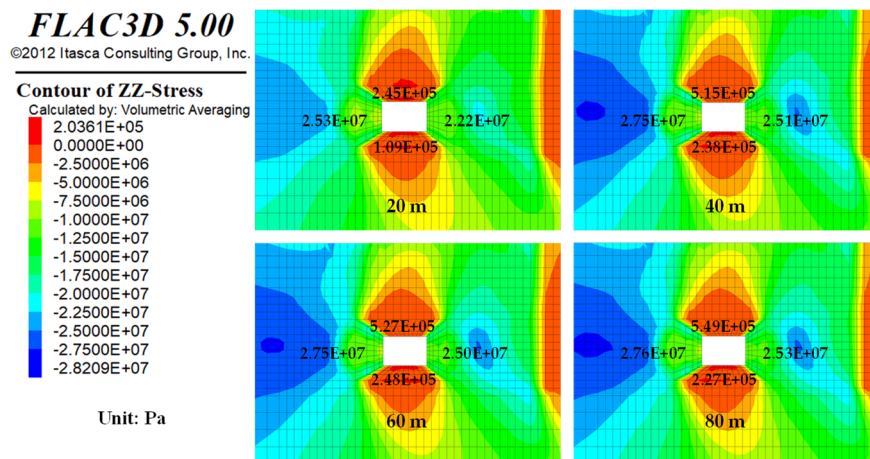 FLAC3D 5.00
©2012 Itasca Consulting Group, Inc.
Contour of ZZ-Stress
Calculated by: Volumetric Averaging
2.0361E+05
0.0000E+00
-2.5000E+06
-5.0000E+06
-7.5000E+06
-1.0000E+07
-1.2500E+07
-1.5000E+07
-1.7500E+07
-2.0000E+07
-2.2500E+07
-2.5000E+07
-2.7500E+07
-2.8209E+07
Unit: Pa
2.45E+05
2.53E+07
2.22E+07
1.09E+05
20 m
5.15E+05
2.75E+07
2.51E+07
2.38E+05
40 m
5.27E+05
2.75E+07
2.50E+07
2.48E+05
60 m
5.49E+05
2.76E+07
2.53E+07
2.27E+05
80 m